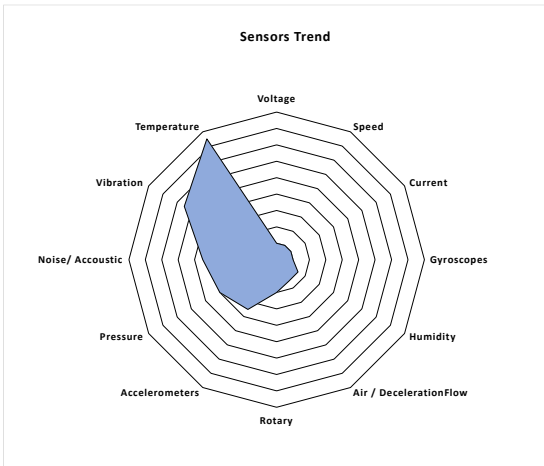 Sensors Trend
Voltage
Temperature
Speed
Vibration
Current
Noise/ Accoustic
Gyroscopes
Pressure
Humidity
Accelerometers
Air / DecelerationFlow
Rotary